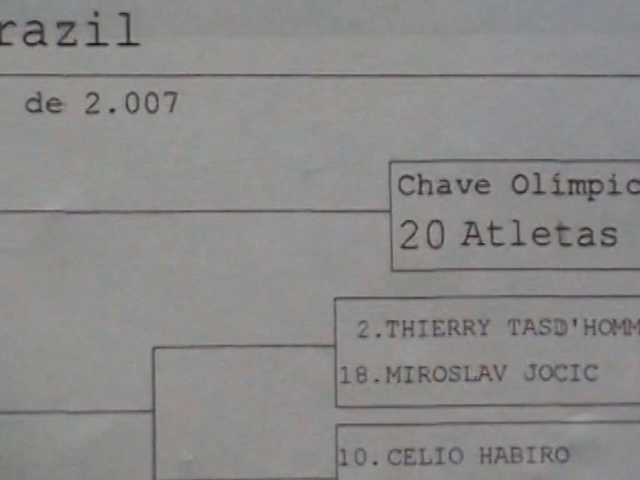 razil
de 2.007
Chave Olímpic
20 Atletas
2.THIERRY TASD'HOMM
18.MIROSLAV JOCIC
10.CELIO HABIRO